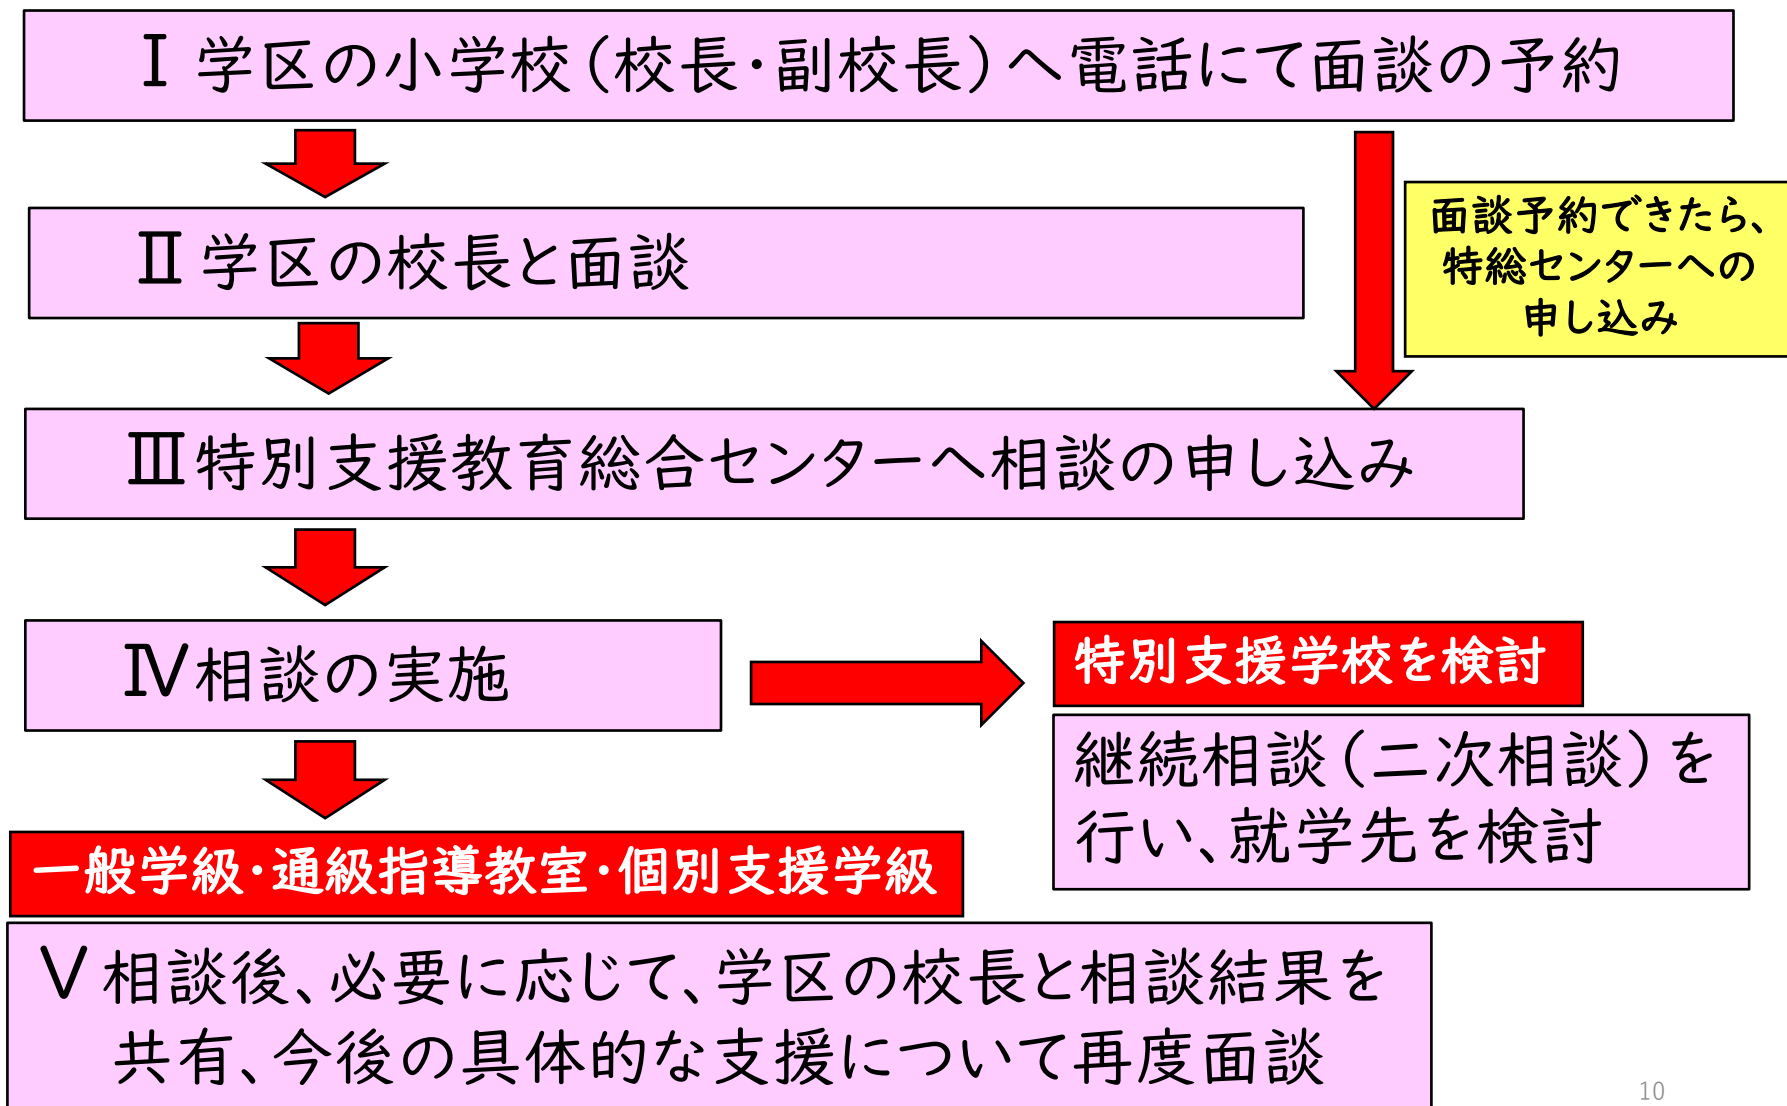 Ⅰ 学区の小学校(校長・副校長)へ電話にて面談の予約
面談予約できたら、
特総センターへの
申し込み
Ⅱ 学区の校長と面談
Ⅲ特別支援教育総合センターへ相談の申し込み
Ⅳ相談の実施
特別支援学校を検討
継続相談(二次相談)を
行い、就学先を検討
一般学級・通級指導教室・個別支援学級
Ⅴ 相談後、必要に応じて、学区の校長と相談結果を
共有、今後の具体的な支援について再度面談
10